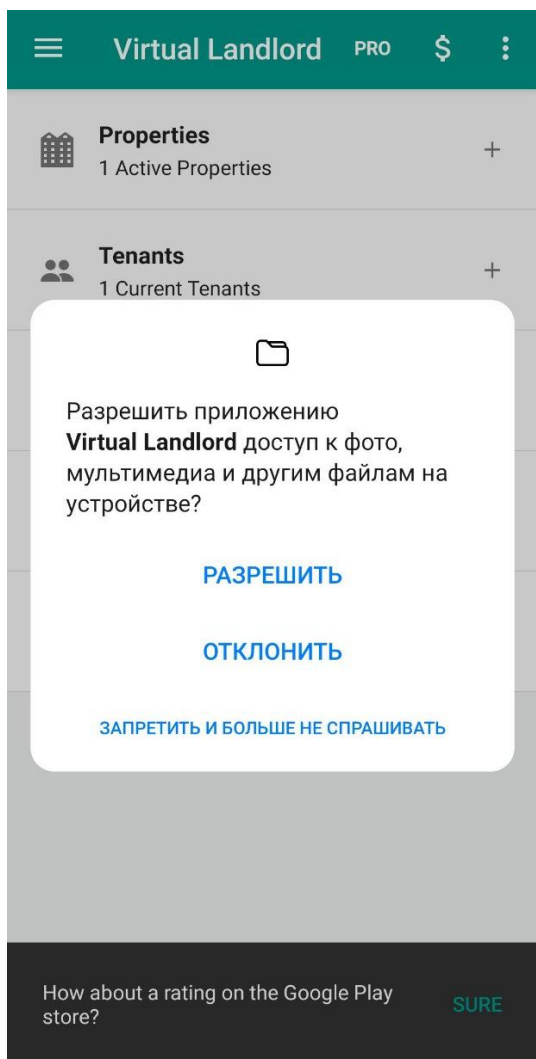 Virtual Landlord PRO $
Properties
1 Active Properties
+
Tenants
1 Current Tenants
+
Разрешить приложению
Virtual Landlord доступ к фото,
мультимедиа и другим файлам на
устройстве?
РАЗРЕШИТЬ
ОТКЛОНИТЬ
ЗАПРЕТИТЬ И БОЛЬШЕ НЕ СПРАШИВАТЬ
How about a rating on the Google Play
store?
SURE